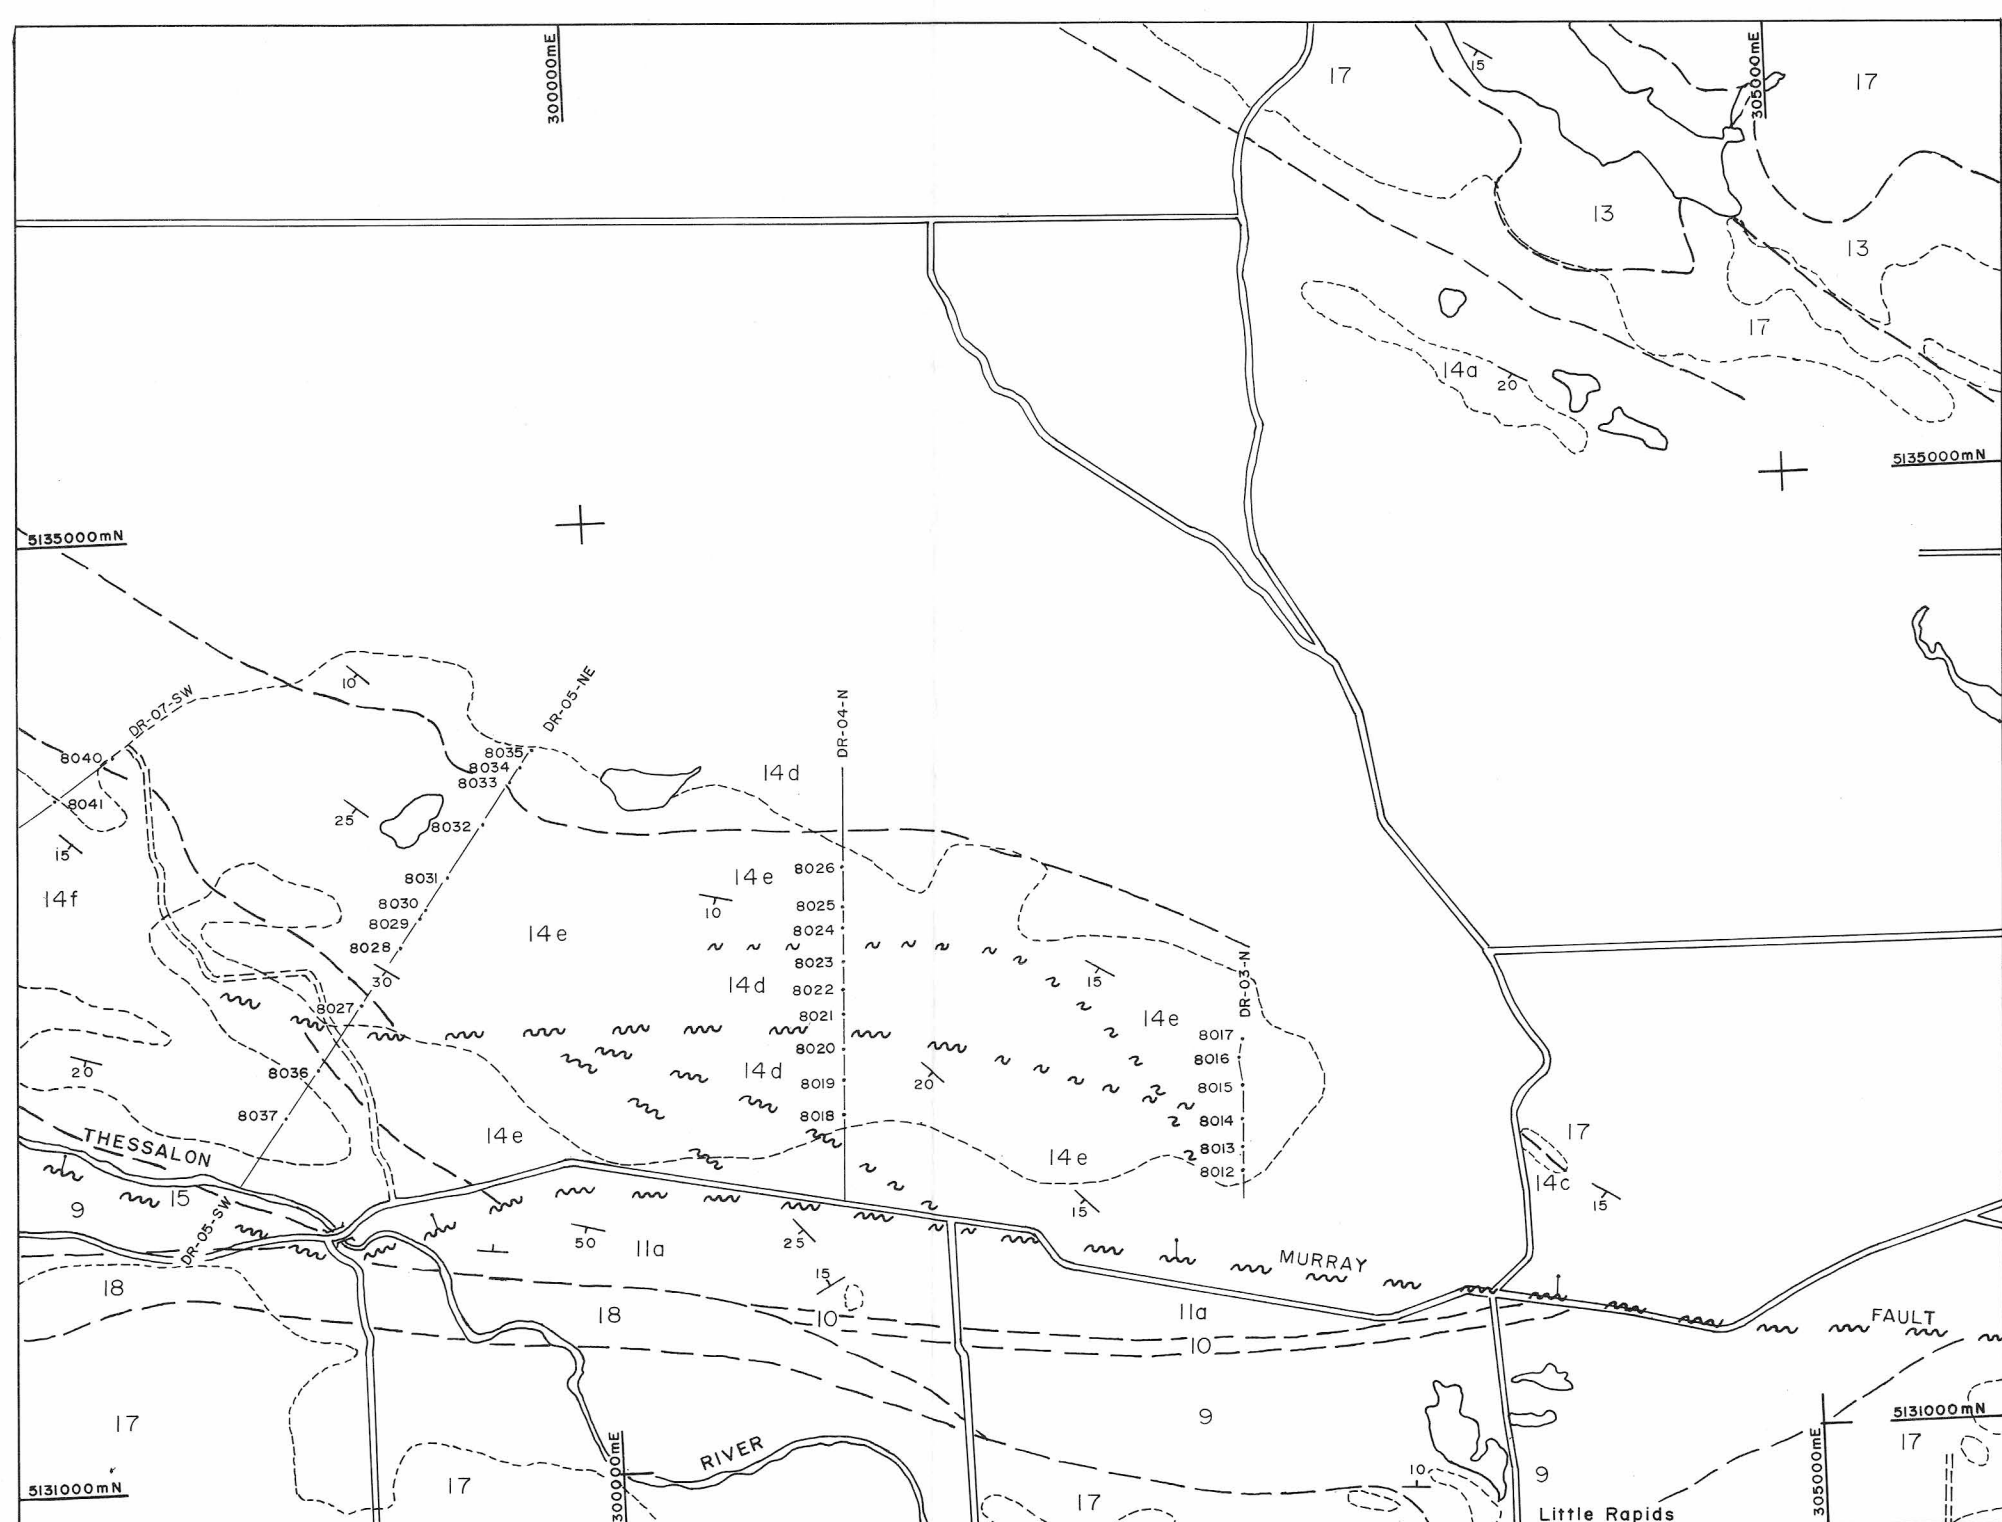 300000mE
15
17
305000mE
17
13
13
17
14a
20
5135000mN
5135000mN
10
DR-07-SW
DR-05-NE
DR-04-N
8040
8035
8034
8033
14d
8041
25
8032
15
14f
8031
14e
8026
10
8025
8030
8029
8024
8028
14e
8023
30
14d
8022
15
DR-03-N
8027
8021
14e
8017
8020
8016
20
8036
14d
8019
20
8015
8037
8018
8014
THESSALON
14e
14e
8013
8012
17
14c
15
9
15
DR-05-SW
15
50
11a
25
MURRAY
15
18
18
10
11a
FAULT
10
9
17
5131000mN
305000mE
17
RIVER
300000mE
17
5131000mN
17
10
9
Little Rapids